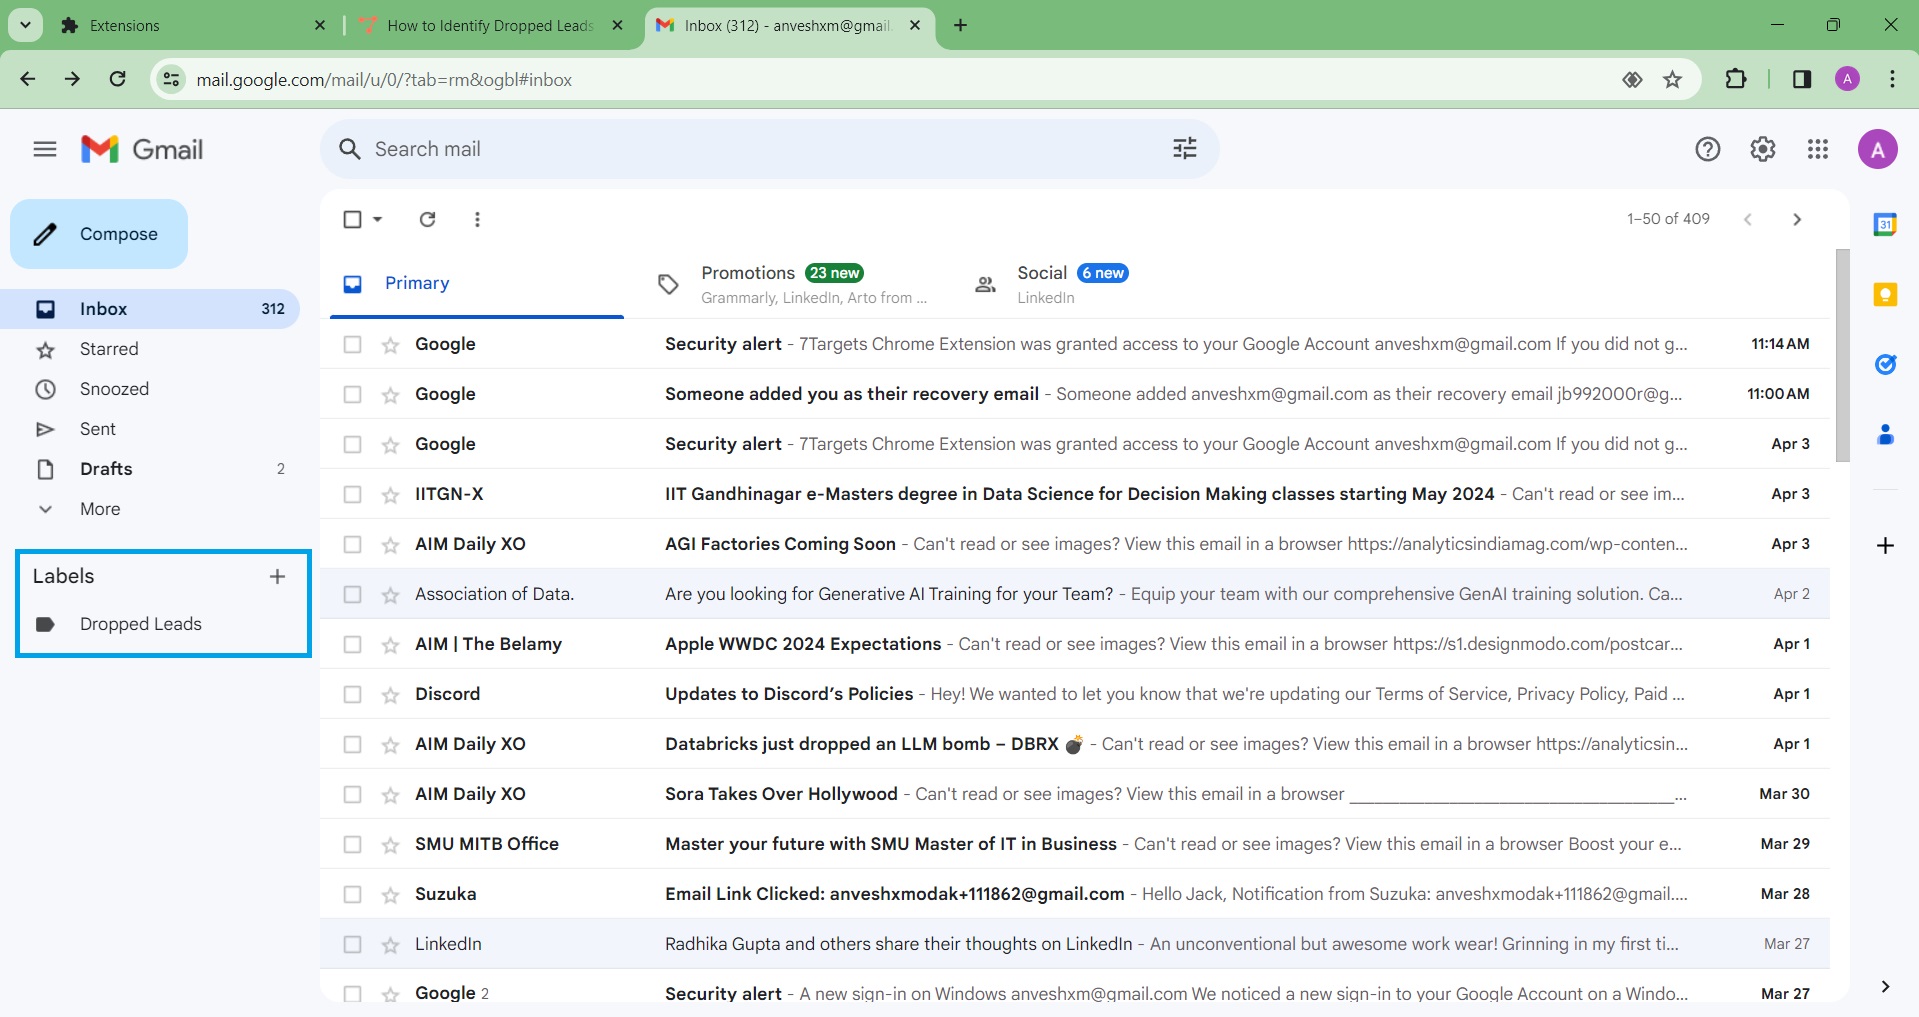 Extensions
How to Identify Dropped Leads
Inbox (312) - anveshxm@gmail.
mail.google.com/mail/u/0/?tab=rm&ogbl#inbox
A
Gmail
Search mail
A
Compose
1–50 of 409
31
Primary
Promotions 23 new
Grammarly, LinkedIn, Arto from ...
Social 6 new
LinkedIn
Inbox 312
Starred
Snoozed
Sent
Drafts 2
More
Labels +
Dropped Leads
Google Security alert - 7Targets Chrome Extension was granted access to your Google Account anveshxm@gmail.com If you did not g... 11:14 AM
Google Someone added you as their recovery email - Someone added anveshxm@gmail.com as their recovery email jb992000r@g... 11:00 AM
Google Security alert - 7Targets Chrome Extension was granted access to your Google Account anveshxm@gmail.com If you did not g... Apr 3
IITGN-X IIT Gandhinagar e-Masters degree in Data Science for Decision Making classes starting May 2024 - Can't read or see im... Apr 3
AIM Daily XO AGI Factories Coming Soon - Can't read or see images? View this email in a browser https://analyticsindiamag.com/wp-conten... Apr 3
Association of Data. Are you looking for Generative AI Training for your Team? - Equip your team with our comprehensive GenAI training solution. Ca... Apr 2
AIM | The Belamy Apple WWDC 2024 Expectations - Can't read or see images? View this email in a browser https://s1.designmodo.com/postcar... Apr 1
Discord Updates to Discord's Policies - Hey! We wanted to let you know that we're updating our Terms of Service, Privacy Policy, Paid ... Apr 1
AIM Daily XO Databricks just dropped an LLM bomb – DBRX 💣 - Can't read or see images? View this email in a browser https://analyticsin... Apr 1
AIM Daily XO Sora Takes Over Hollywood - Can't read or see images? View this email in a browser ____________________________________... Mar 30
SMU MITB Office Master your future with SMU Master of IT in Business - Can't read or see images? View this email in a browser Boost your e... Mar 29
Suzuka Email Link Clicked: anveshxmodak+111862@gmail.com - Hello Jack, Notification from Suzuka: anveshxmodak+111862@gmail.... Mar 28
LinkedIn Radhika Gupta and others share their thoughts on LinkedIn - An unconventional but awesome work wear! Grinning in my first ti... Mar 27
Google 2 Security alert - A new sign-in on Windows anveshxm@gmail.com We noticed a new sign-in to your Google Account on a Windo... Mar 27